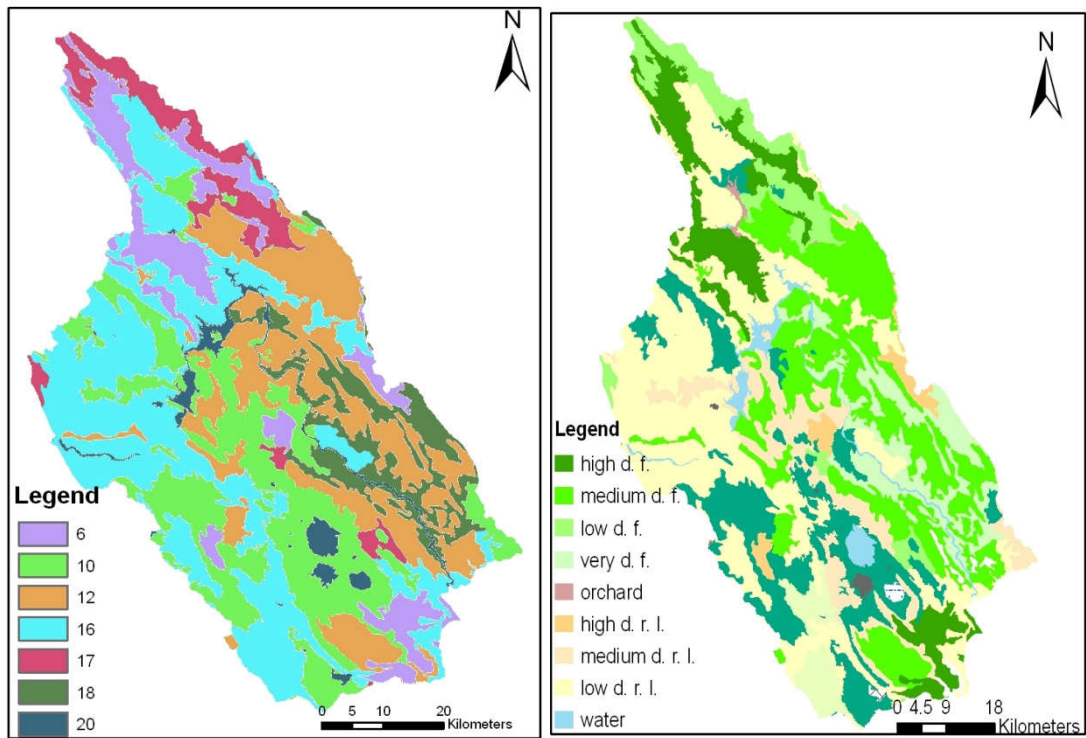 N
Legend
6
10
12
16
17
18
20
0 5 10 20
Kilometers
N
Legend
high d. f.
medium d. f.
low d. f.
very d. f.
orchard
high d. r. l.
medium d. r. l.
low d. r. l.
water
0 4.5 9 18
Kilometers